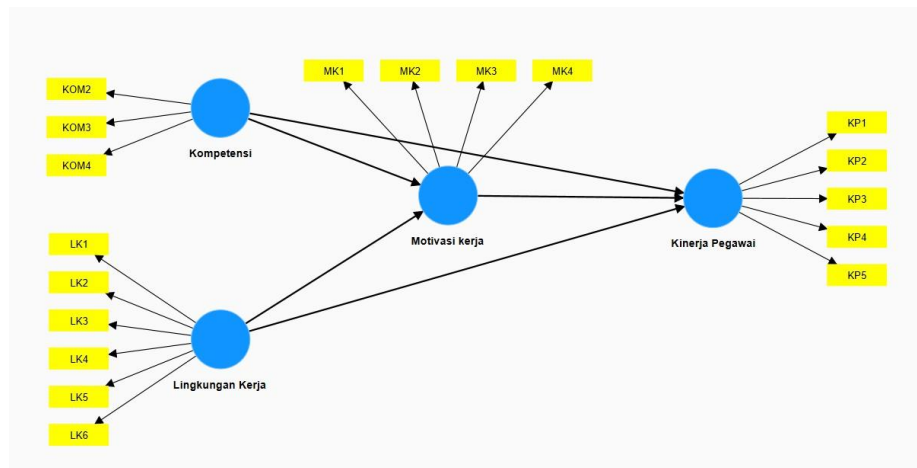 MK1
MK2
MK3
MK4
KOM2
KOM3
KOM4
Kompetensi
KP1
KP2
KP3
KP4
KP5
Motivasi kerja
Kinerja Pegawai
LK1
LK2
LK3
LK4
LK5
LK6
Lingkungan Kerja